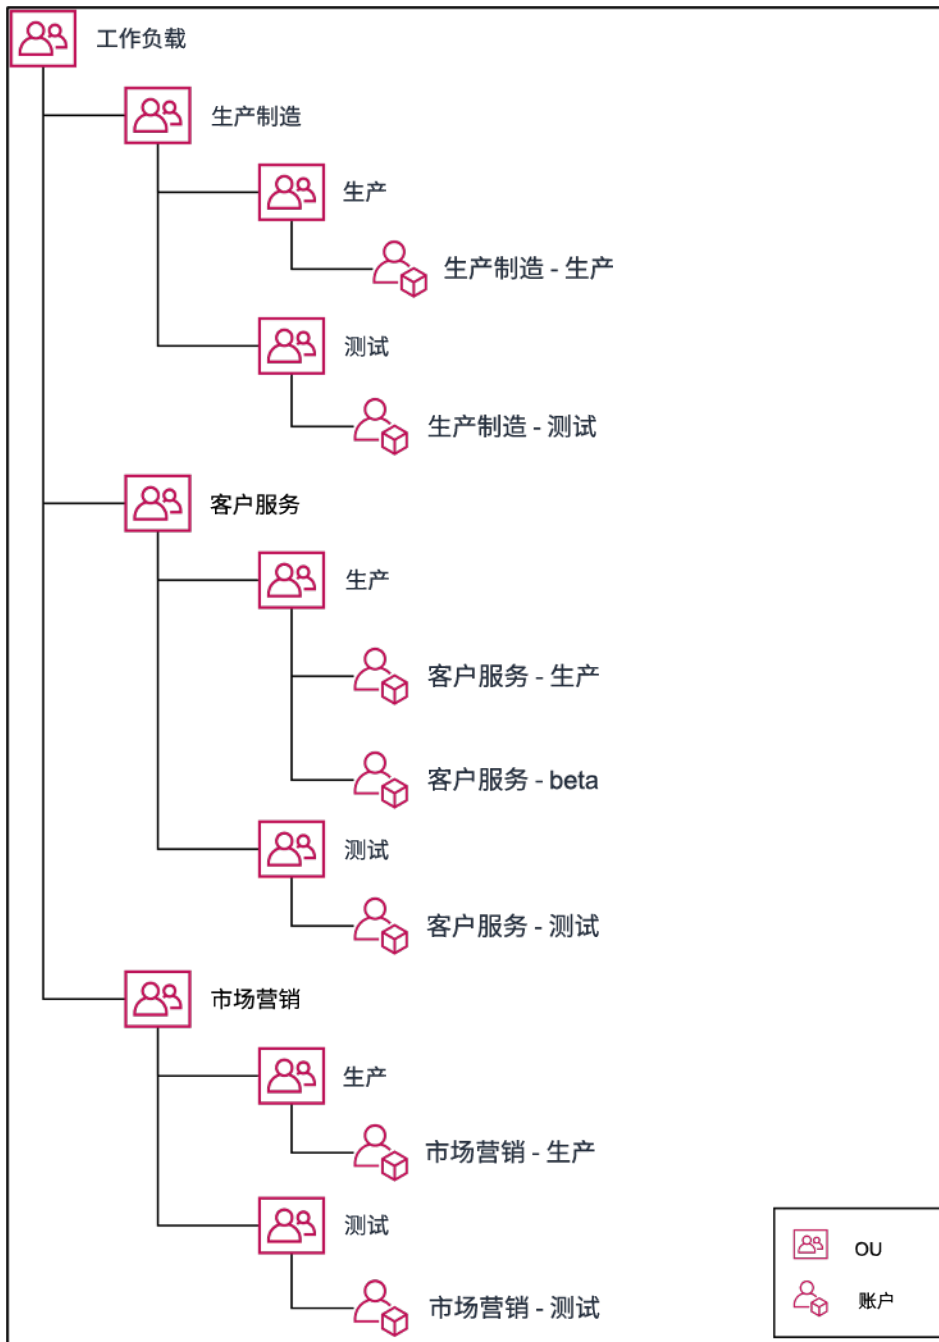 工作负载
生产制造
生产
生产制造 - 生产
测试
生产制造 - 测试
客户服务
生产
客户服务 - 生产
客户服务 - beta
测试
客户服务 - 测试
市场营销
生产
市场营销 - 生产
测试
市场营销 - 测试
OU
账户